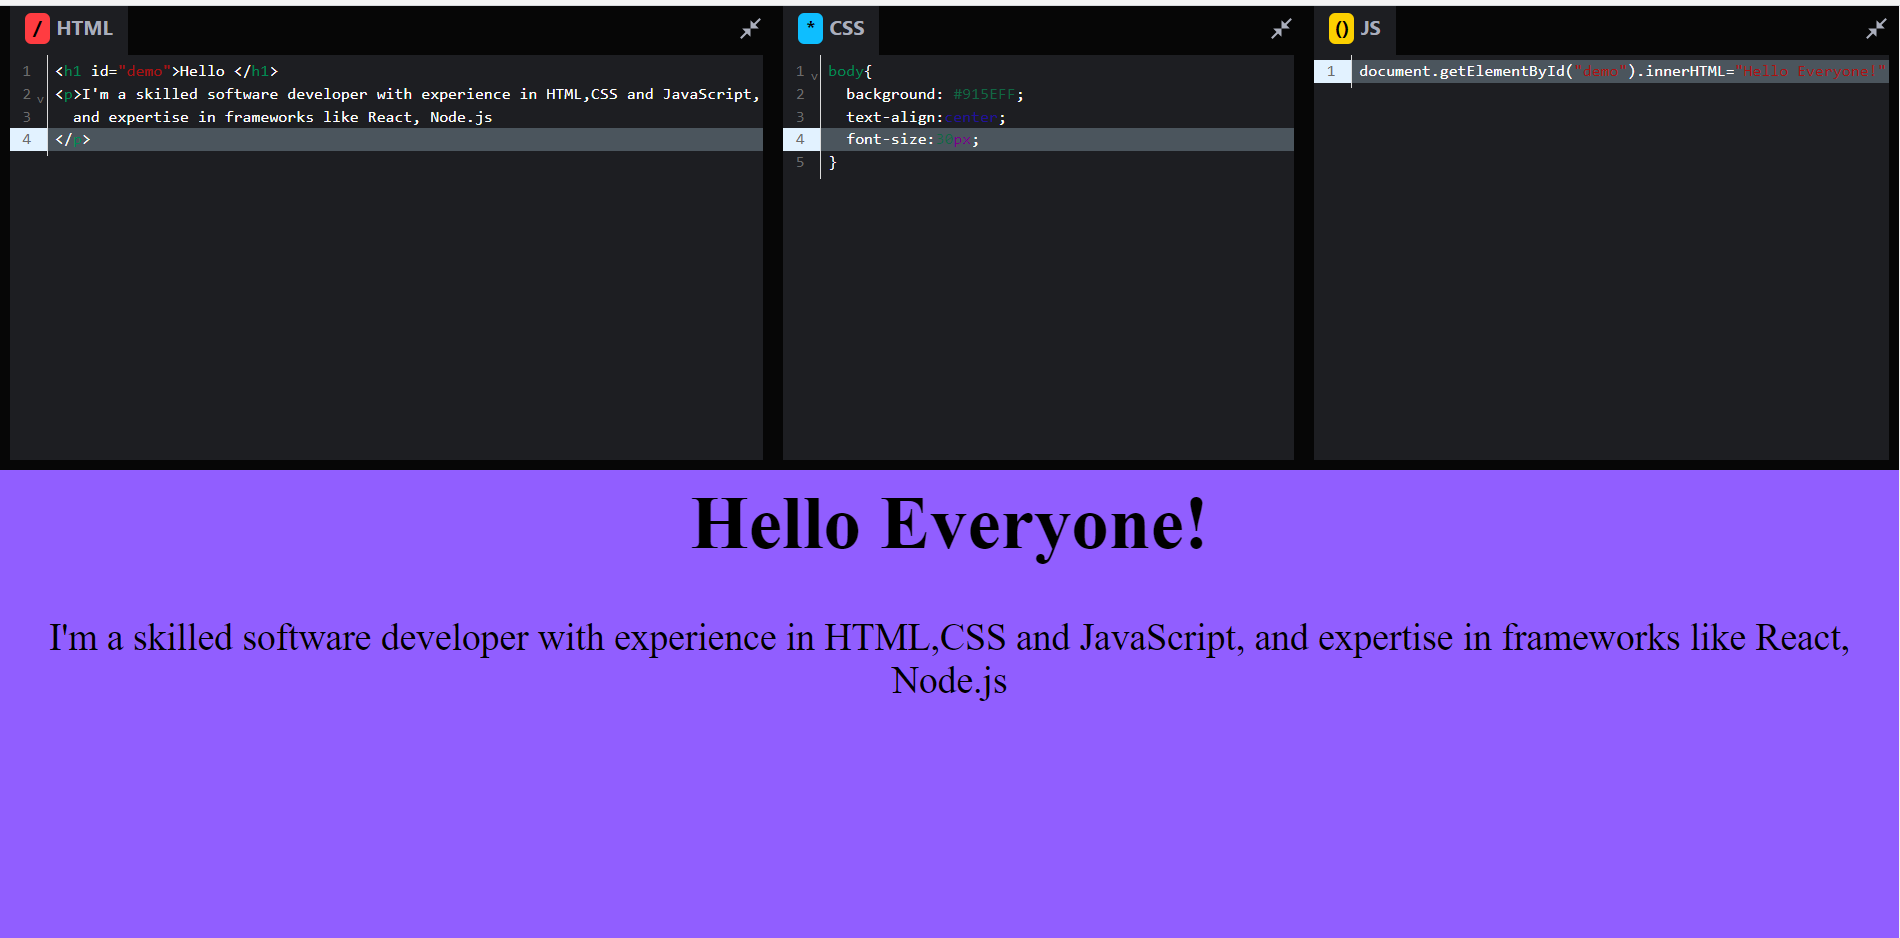 / HTML
1 <h1 id="demo">Hello </h1>
2 <p>I'm a skilled software developer with experience in HTML,CSS and JavaScript,
3 and expertise in frameworks like React, Node.js
4 </p>
* CSS
1 body{
2 background: #915EFF;
3 text-align:center;
4 font-size:30px;
5 }
() JS
1 document.getElementById("demo").innerHTML="Hello Everyone!"
Hello Everyone!
I'm a skilled software developer with experience in HTML,CSS and JavaScript, and expertise in frameworks like React,
Node.js